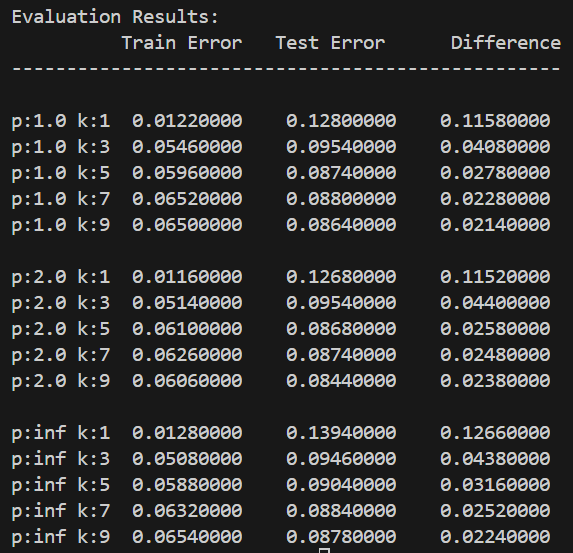 Evaluation Results:
Train Error Test Error Difference
--------------------------------------------------
p:1.0 k:1 0.01220000 0.12800000 0.11580000
p:1.0 k:3 0.05460000 0.09540000 0.04080000
p:1.0 k:5 0.05960000 0.08740000 0.02780000
p:1.0 k:7 0.06520000 0.08800000 0.02280000
p:1.0 k:9 0.06500000 0.08640000 0.02140000
p:2.0 k:1 0.01160000 0.12680000 0.11520000
p:2.0 k:3 0.05140000 0.09540000 0.04400000
p:2.0 k:5 0.06100000 0.08680000 0.02580000
p:2.0 k:7 0.06260000 0.08740000 0.02480000
p:2.0 k:9 0.06060000 0.08440000 0.02380000
p:inf k:1 0.01280000 0.13940000 0.12660000
p:inf k:3 0.05080000 0.09460000 0.04380000
p:inf k:5 0.05880000 0.09040000 0.03160000
p:inf k:7 0.06320000 0.08840000 0.02520000
p:inf k:9 0.06540000 0.08780000 0.02240000